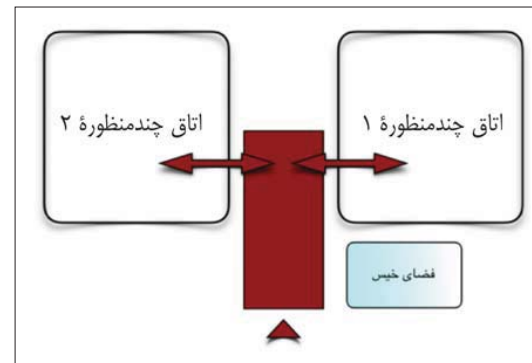 اتاق چندمنظورهٔ ۱
اتاق چندمنظورهٔ ۲
فضای خیس